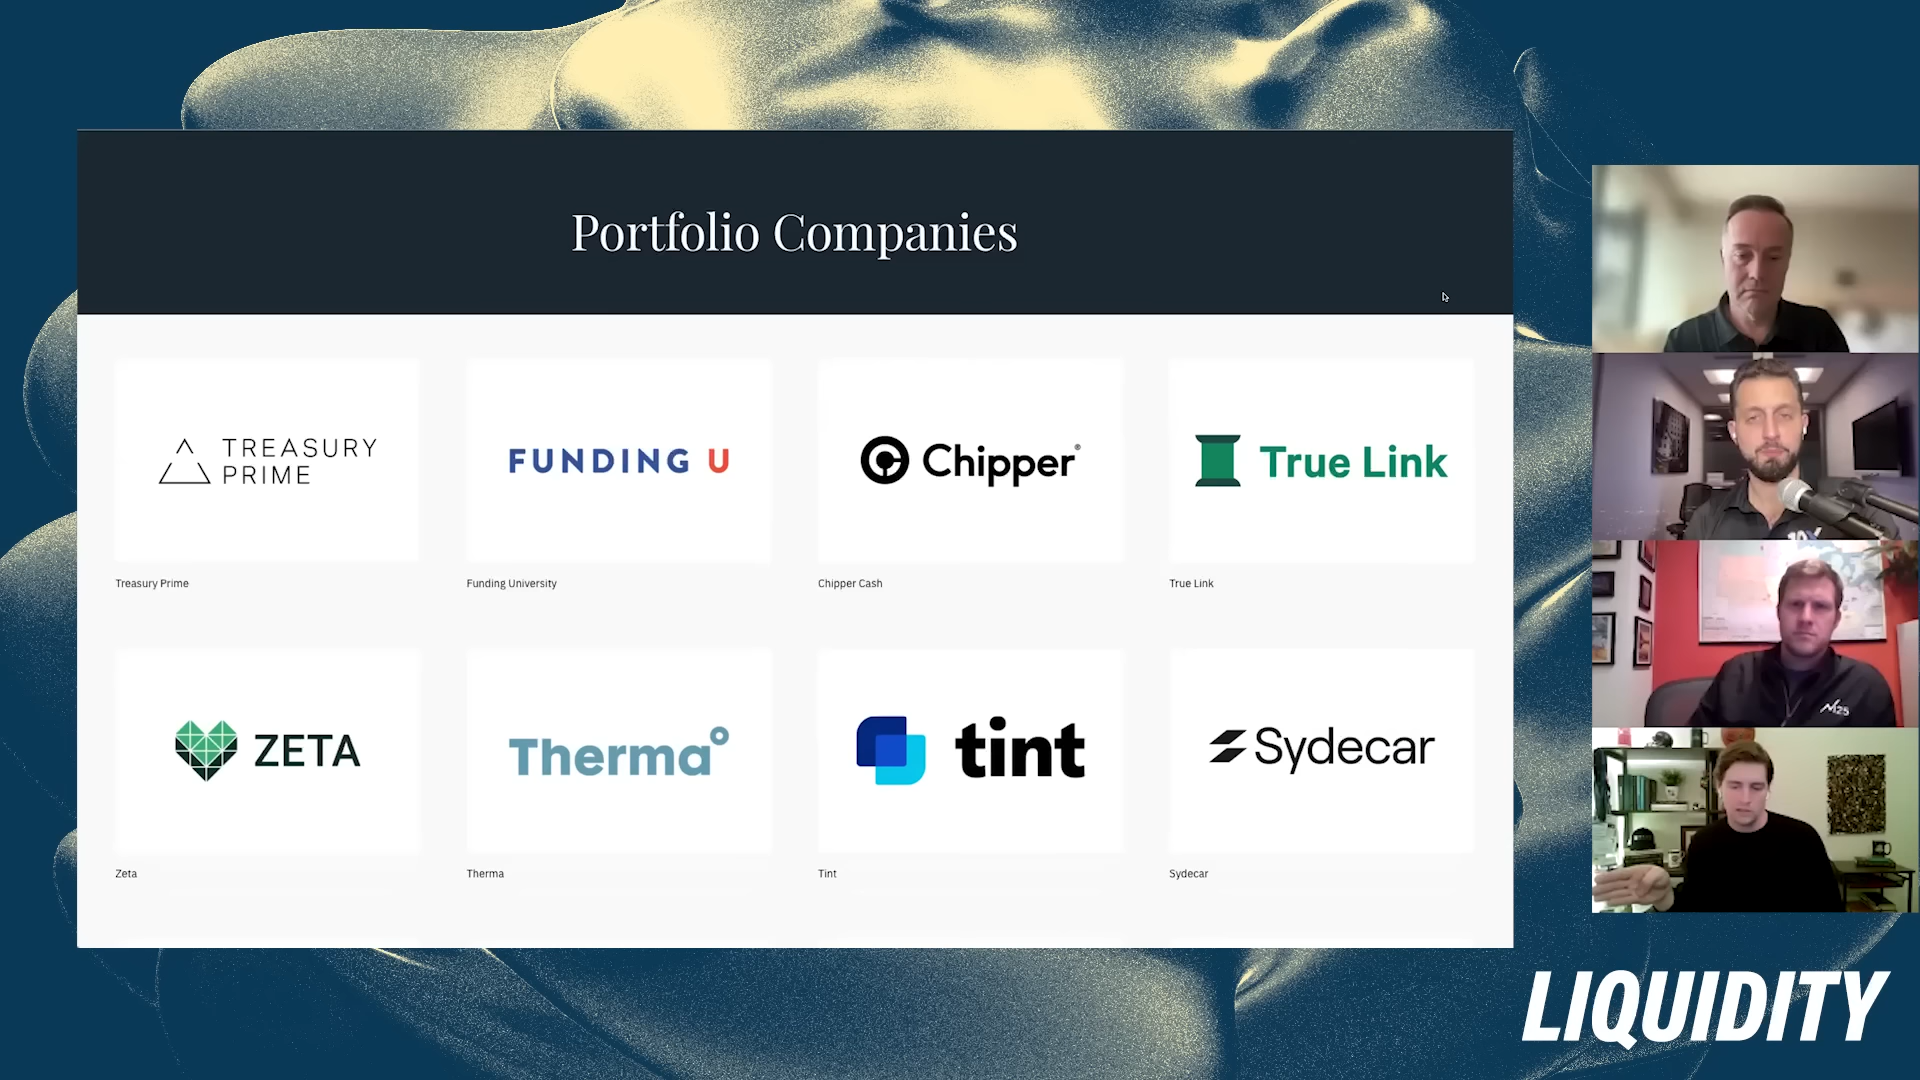 Portfolio Companies
TREASURY
PRIME
FUNDING U
Chipper®
True Link
Treasury Prime
Funding University
Chipper Cash
True Link
ZETA
Therma°
tint
Sydecar
Zeta
Therma
Tint
Sydecar
M25
LIQUIDITY